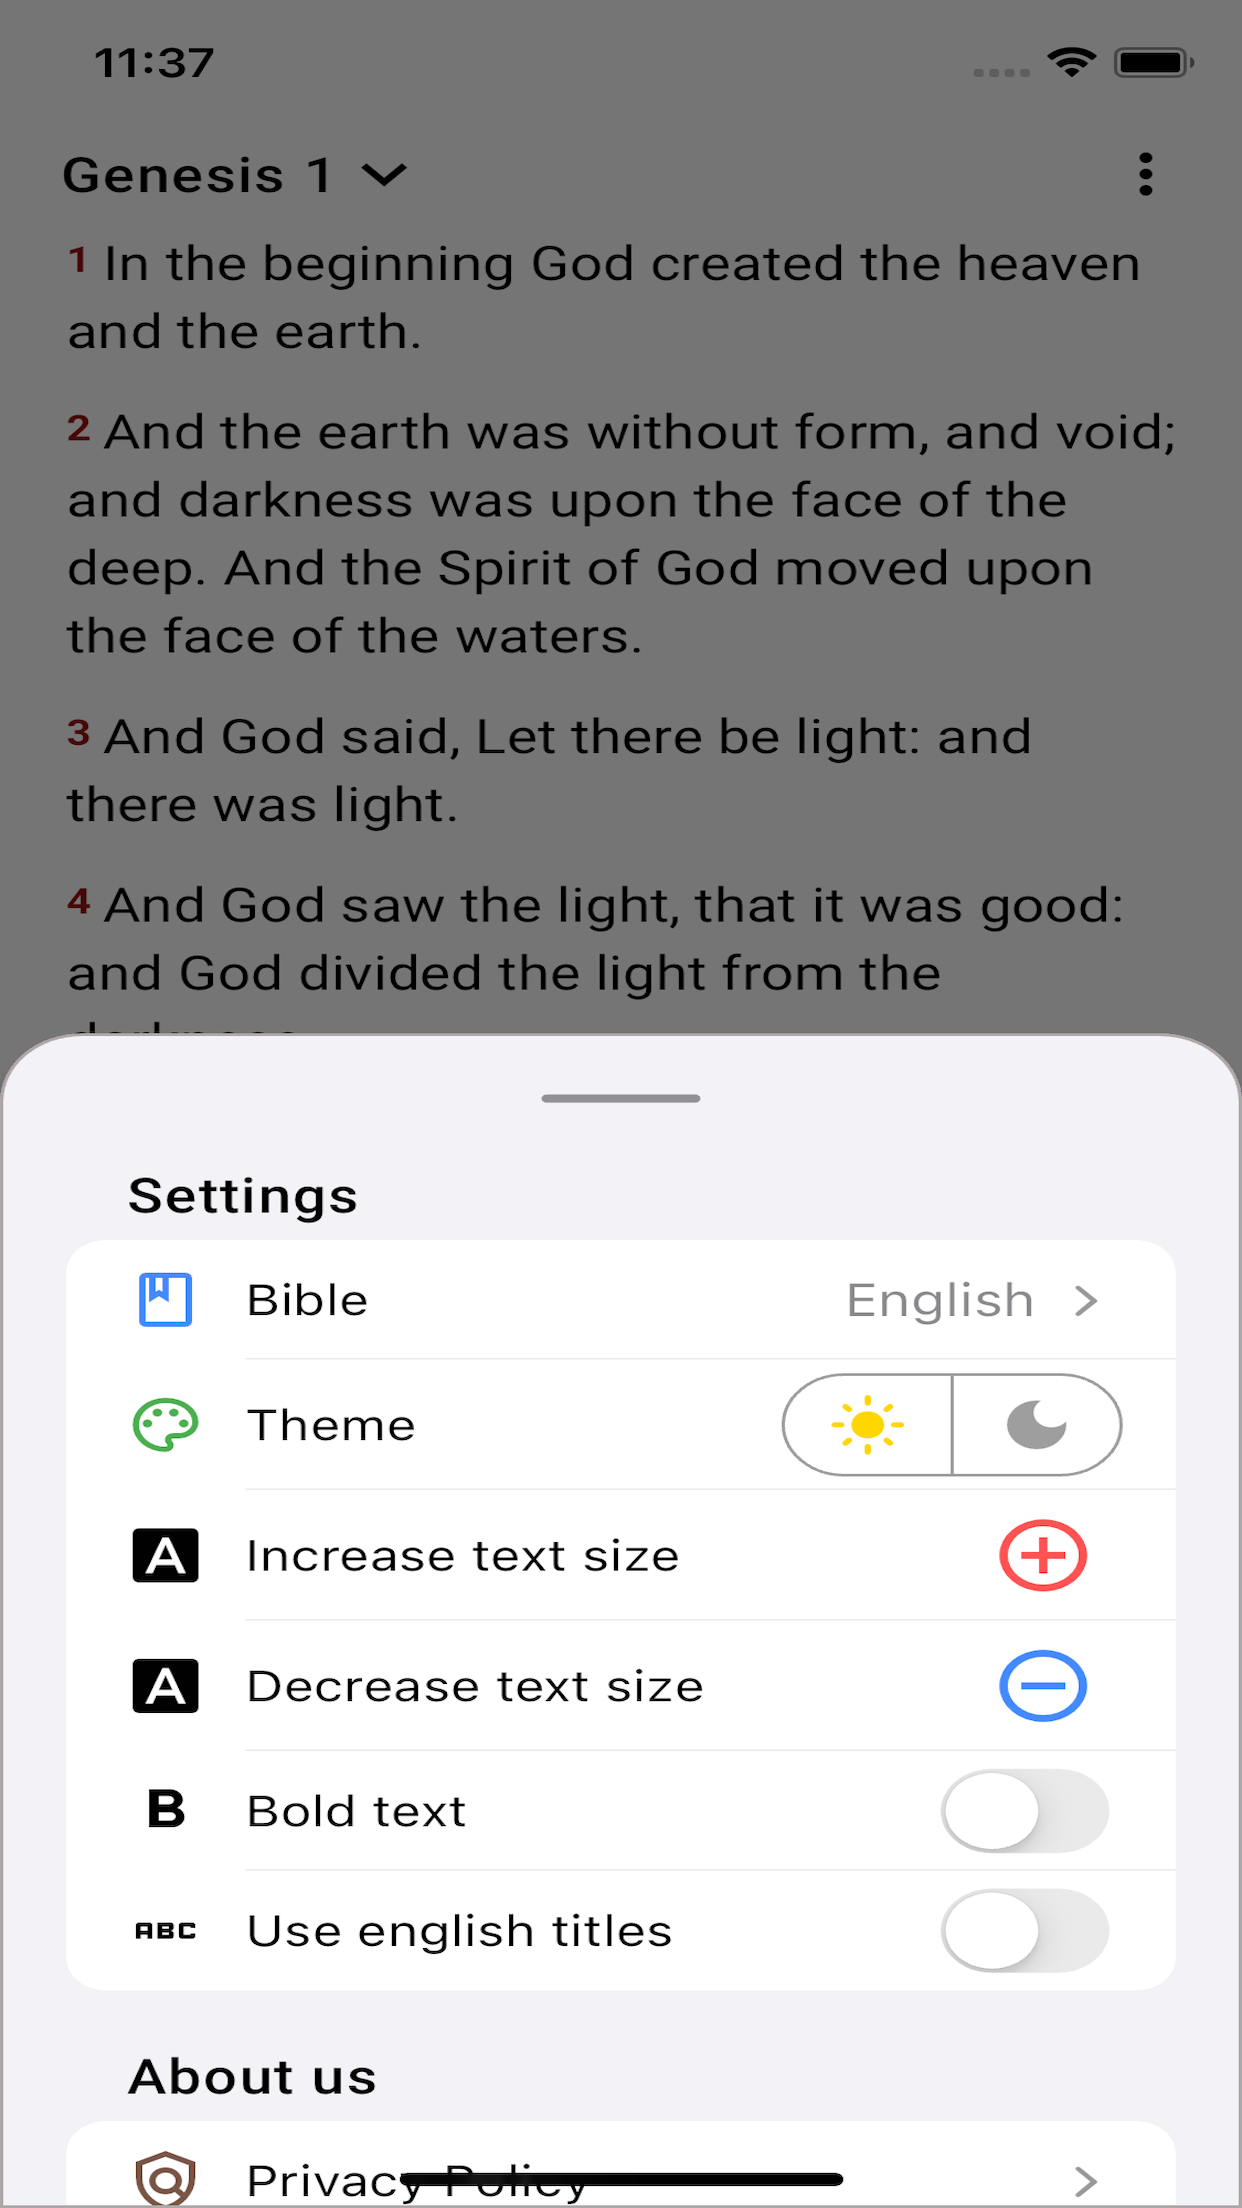 11:37
Genesis 1
1 In the beginning God created the heaven
and the earth.
2 And the earth was without form, and void;
and darkness was upon the face of the
deep. And the Spirit of God moved upon
the face of the waters.
3 And God said, Let there be light: and
there was light.
4 And God saw the light, that it was good:
and God divided the light from the
Settings
Bible English
Theme
A Increase text size
A Decrease text size
B Bold text
ABC Use english titles
About us
Privacy Policy